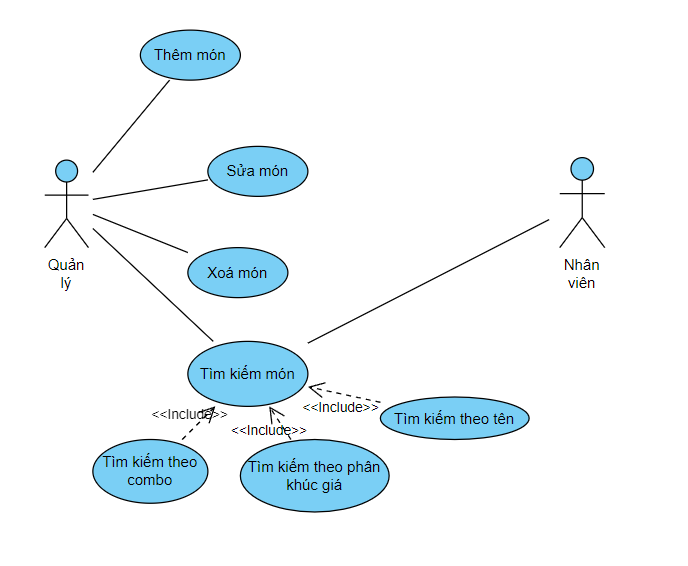 Thêm món
Sửa món
Quản
lý
Nhân
viên
Xoá món
Tìm kiếm món
<<Include>>
<<Include>>
<<Include>>
Tìm kiếm theo tên
Tìm kiếm theo
combo
Tìm kiếm theo phân
khúc giá